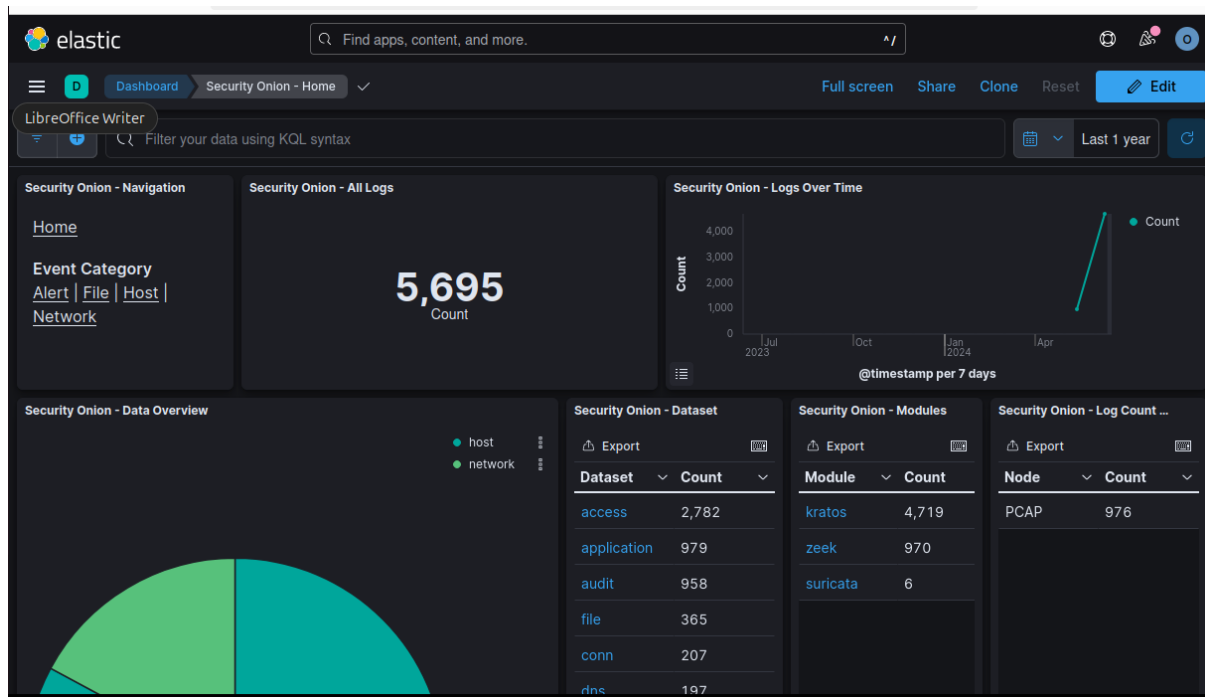 elastic
Find apps, content, and more.
^/
O
D
Dashboard
Security Onion - Home
Full screen
Share
Clone
Reset
Edit
LibreOffice Writer
Filter your data using KQL syntax
Last 1 year
Security Onion - Navigation
Home
Event Category
Alert | File | Host |
Network
Security Onion - All Logs
5,695
Count
Security Onion - Logs Over Time
Count
4,000
3,000
2,000
1,000
0
Jul
2023
Oct
Jan
2024
Apr
@timestamp per 7 days
Count
Security Onion - Data Overview
host
network
Security Onion - Dataset
Export
Dataset Count
access 2,782
application 979
audit 958
file 365
conn 207
dns 197
Security Onion - Modules
Export
Module Count
kratos 4,719
zeek 970
suricata 6
Security Onion - Log Count ...
Export
Node Count
PCAP 976